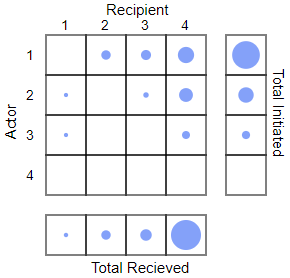 Recipient
1 2 3 4
Actor
1
2
3
4
Total Initiated
Total Recieved